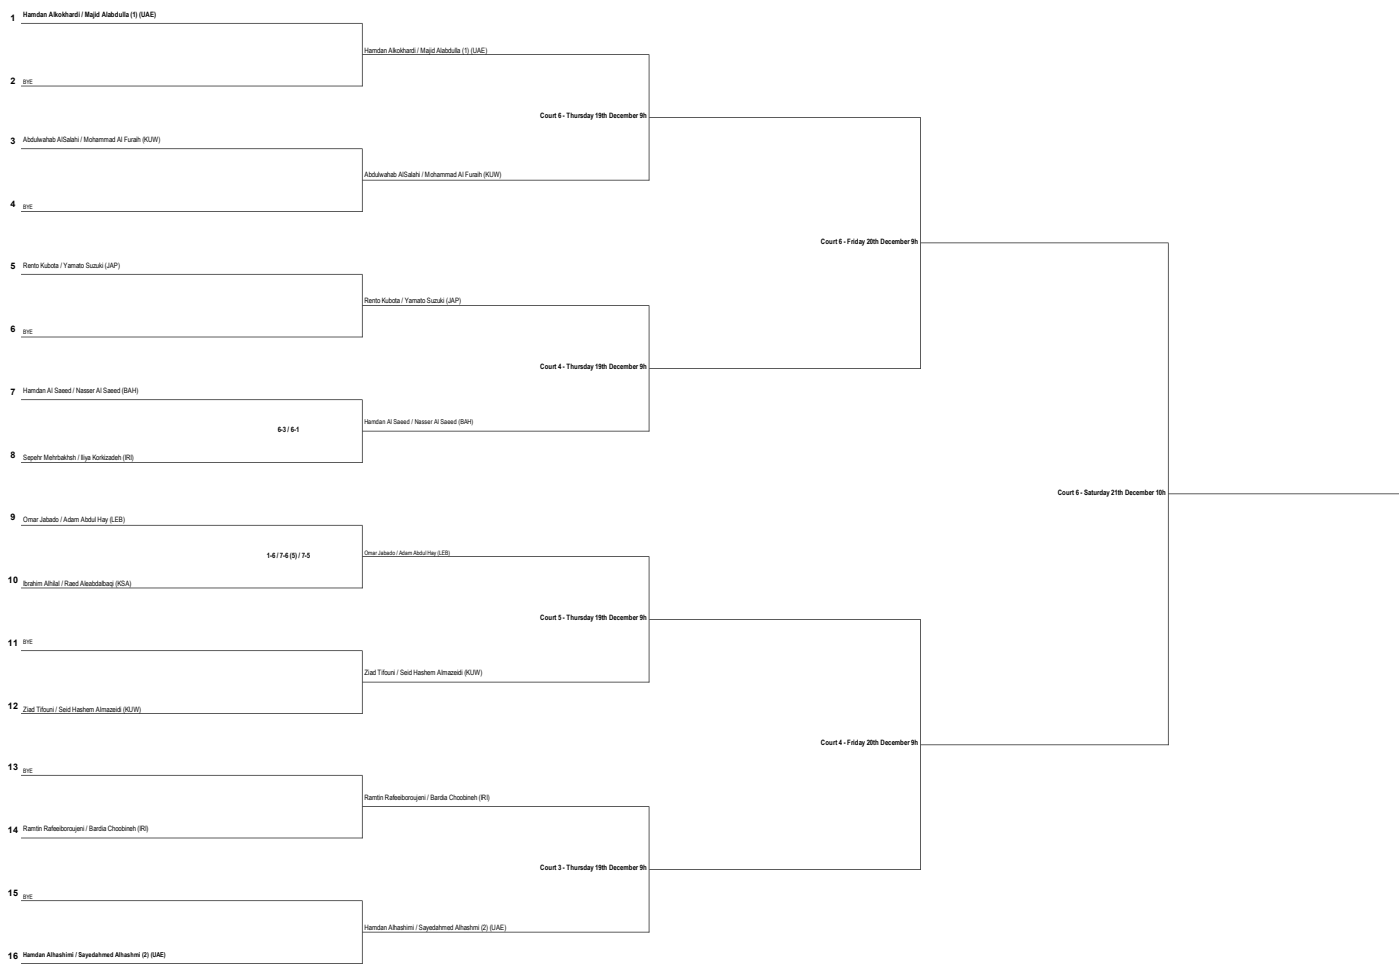 1 Hamdan Alkokhardi / Majid Alabdulla (1) (UAE)
Hamdan Alkokhardi / Majid Alabdulla (1) (UAE)
2 BYE
Court 6 - Thursday 19th December 9h
3 Abdulwahab AlSalahi / Mohammad Al Furaih (KUW)
Abdulwahab AlSalahi / Mohammad Al Furaih (KUW)
4 BYE
Court 6 - Friday 20th December 9h
5 Rento Kubota / Yamato Suzuki (JAP)
Rento Kubota / Yamato Suzuki (JAP)
6 BYE
Court 4 - Thursday 19th December 9h
7 Hamdan Al Saeed / Nasser Al Saeed (BAH)
Hamdan Al Saeed / Nasser Al Saeed (BAH)
6-3 / 6-1
8 Sepehr Mehrbakhsh / Iliya Korkizadeh (IRI)
Court 6 - Saturday 21th December 10h
9 Omar Jabado / Adam Abdul Hay (LEB)
Omar Jabado / Adam Abdul Hay (LEB)
1-6 / 7-6 (5) / 7-5
10 Ibrahim Alhilal / Raed Aleabdalbaqi (KSA)
Court 5 - Thursday 19th December 9h
11 BYE
Ziad Tifouni / Seid Hashem Almazeidi (KUW)
12 Ziad Tifouni / Seid Hashem Almazeidi (KUW)
Court 4 - Friday 20th December 9h
13 BYE
Ramtin Rafeeiboroujeni / Bardia Choobineh (IRI)
14 Ramtin Rafeeiboroujeni / Bardia Choobineh (IRI)
Court 3 - Thursday 19th December 9h
15 BYE
Hamdan Alhashimi / Sayedahmed Alhashmi (2) (UAE)
16 Hamdan Alhashimi / Sayedahmed Alhashmi (2) (UAE)